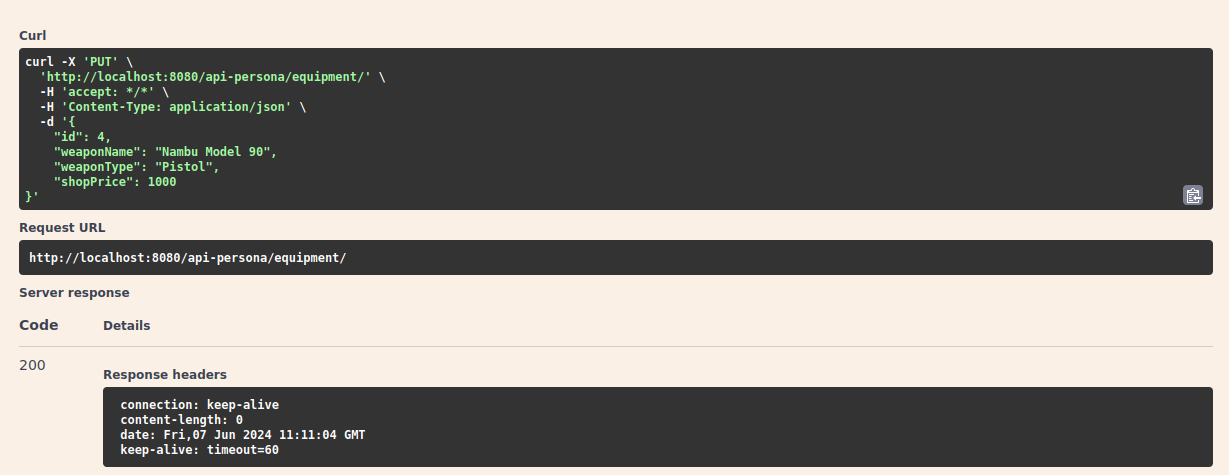 Curl
curl -X 'PUT' \
  'http://localhost:8080/api-persona/equipment/' \
  -H 'accept: */*' \
  -H 'Content-Type: application/json' \
  -d '{
    "id": 4,
    "weaponName": "Nambu Model 90",
    "weaponType": "Pistol",
    "shopPrice": 1000
}'
Request URL
http://localhost:8080/api-persona/equipment/
Server response
Code Details
200
Response headers
connection: keep-alive
content-length: 0
date: Fri,07 Jun 2024 11:11:04 GMT
keep-alive: timeout=60